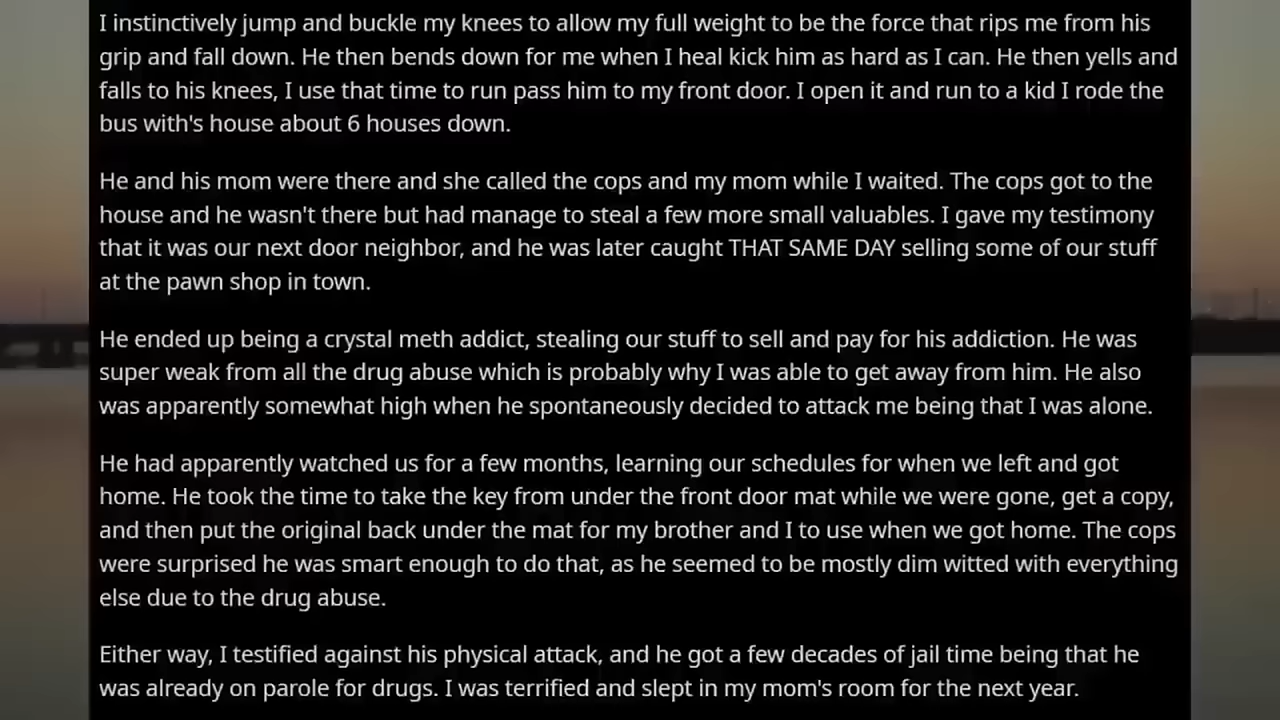 I instinctively jump and buckle my knees to allow my full weight to be the force that rips me from his
grip and fall down. He then bends down for me when I heal kick him as hard as I can. He then yells and
falls to his knees, I use that time to run pass him to my front door. I open it and run to a kid I rode the
bus with's house about 6 houses down.
He and his mom were there and she called the cops and my mom while I waited. The cops got to the
house and he wasn't there but had manage to steal a few more small valuables. I gave my testimony
that it was our next door neighbor, and he was later caught THAT SAME DAY selling some of our stuff
at the pawn shop in town.
He ended up being a crystal meth addict, stealing our stuff to sell and pay for his addiction. He was
super weak from all the drug abuse which is probably why I was able to get away from him. He also
was apparently somewhat high when he spontaneously decided to attack me being that I was alone.
He had apparently watched us for a few months, learning our schedules for when we left and got
home. He took the time to take the key from under the front door mat while we were gone, get a copy,
and then put the original back under the mat for my brother and I to use when we got home. The cops
were surprised he was smart enough to do that, as he seemed to be mostly dim witted with everything
else due to the drug abuse.
Either way, I testified against his physical attack, and he got a few decades of jail time being that he
was already on parole for drugs. I was terrified and slept in my mom's room for the next year.